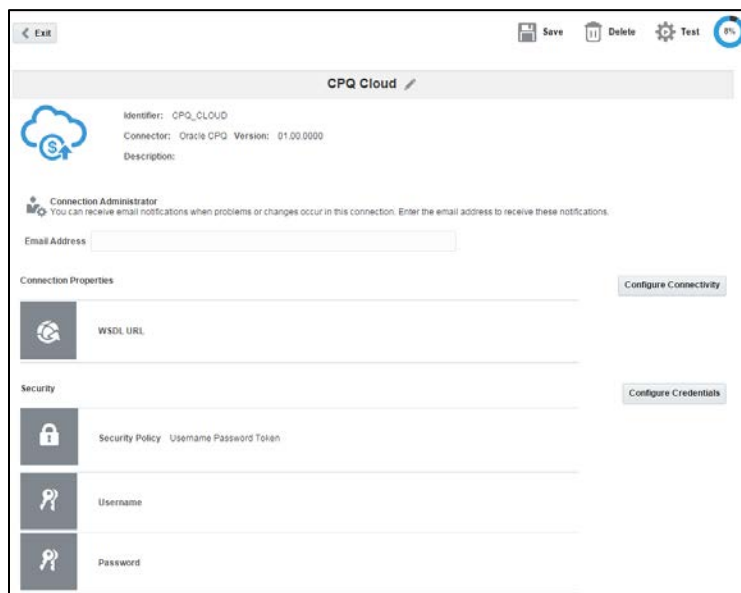 Exit
Save
Delete
Test
8%
CPQ Cloud
Identifier: CPQ_CLOUD
Connector: Oracle CPQ Version: 01.00.0000
Description:
Connection Administrator
You can receive email notifications when problems or changes occur in this connection. Enter the email address to receive these notifications.
Email Address
Connection Properties
Configure Connectivity
WSDL URL
Security
Configure Credentials
Security Policy Username Password Token
Username
Password